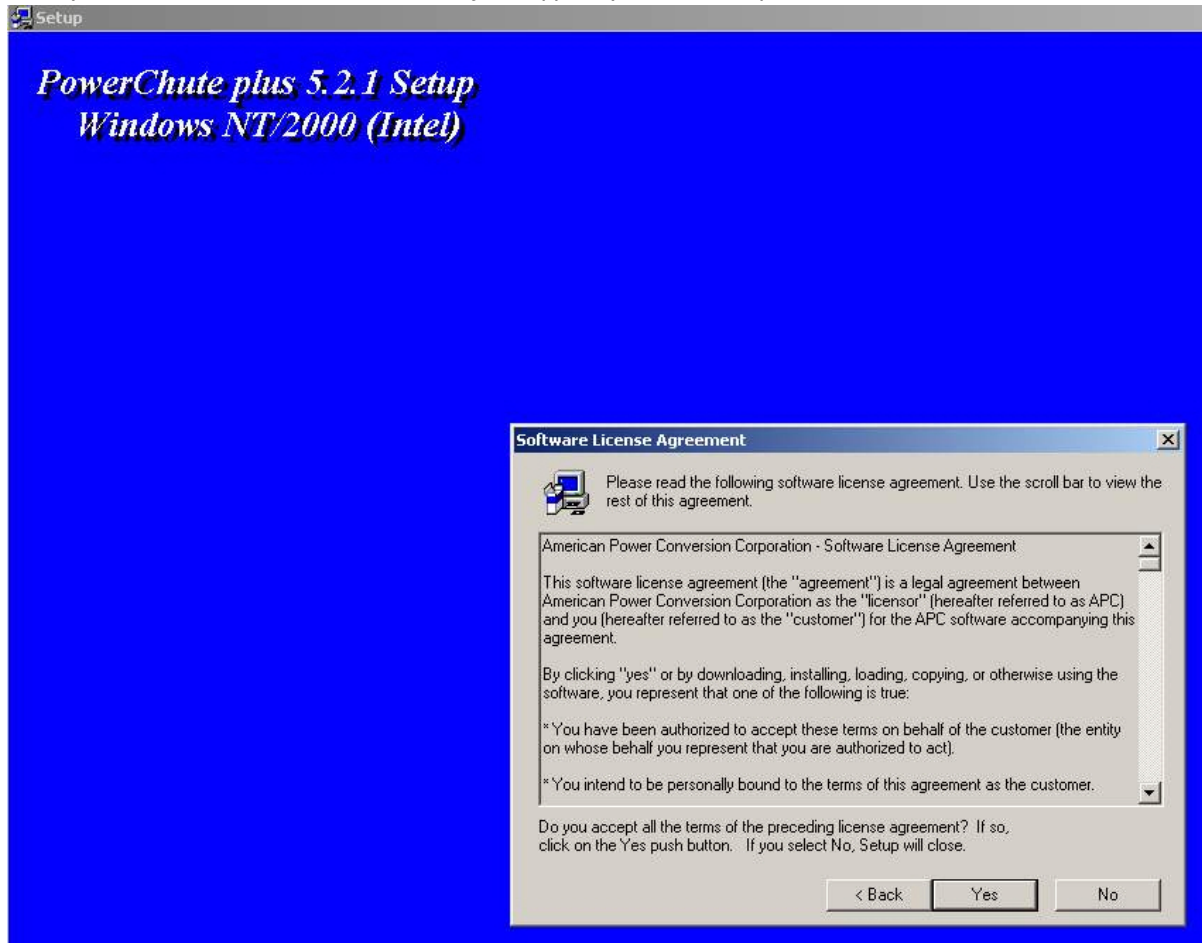 Setup
PowerChute plus 5.2.1 Setup
Windows NT/2000 (Intel)
Software License Agreement
Please read the following software license agreement. Use the scroll bar to view the
rest of this agreement.
American Power Conversion Corporation - Software License Agreement
This software license agreement (the "agreement") is a legal agreement between
American Power Conversion Corporation as the "licensor" (hereafter referred to as APC)
and you (hereafter referred to as the "customer") for the APC software accompanying this
agreement.
By clicking "yes" or by downloading, installing, loading, copying, or otherwise using the
software, you represent that one of the following is true:
* You have been authorized to accept these terms on behalf of the customer (the entity
on whose behalf you represent that you are authorized to act).
* You intend to be personally bound to the terms of this agreement as the customer.
Do you accept all the terms of the preceding license agreement? If so,
click on the Yes push button. If you select No, Setup will close.
< Back Yes No